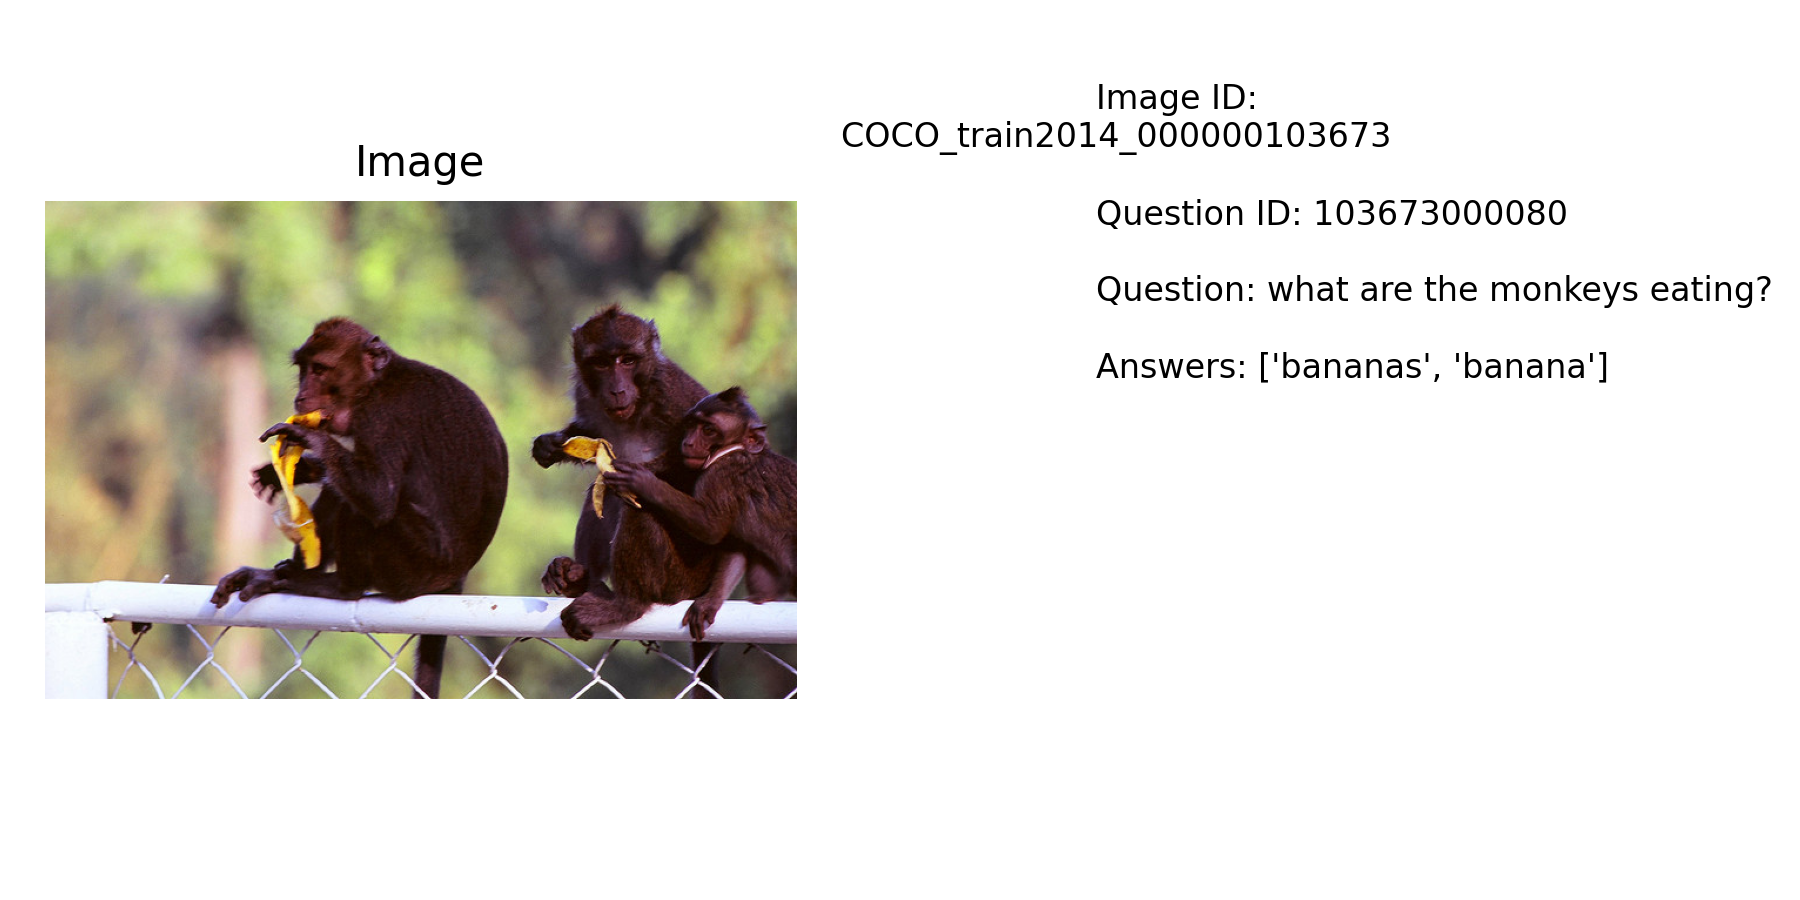 Image
Image ID:
COCO_train2014_000000103673
Question ID: 103673000080
Question: what are the monkeys eating?
Answers: ['bananas', 'banana']